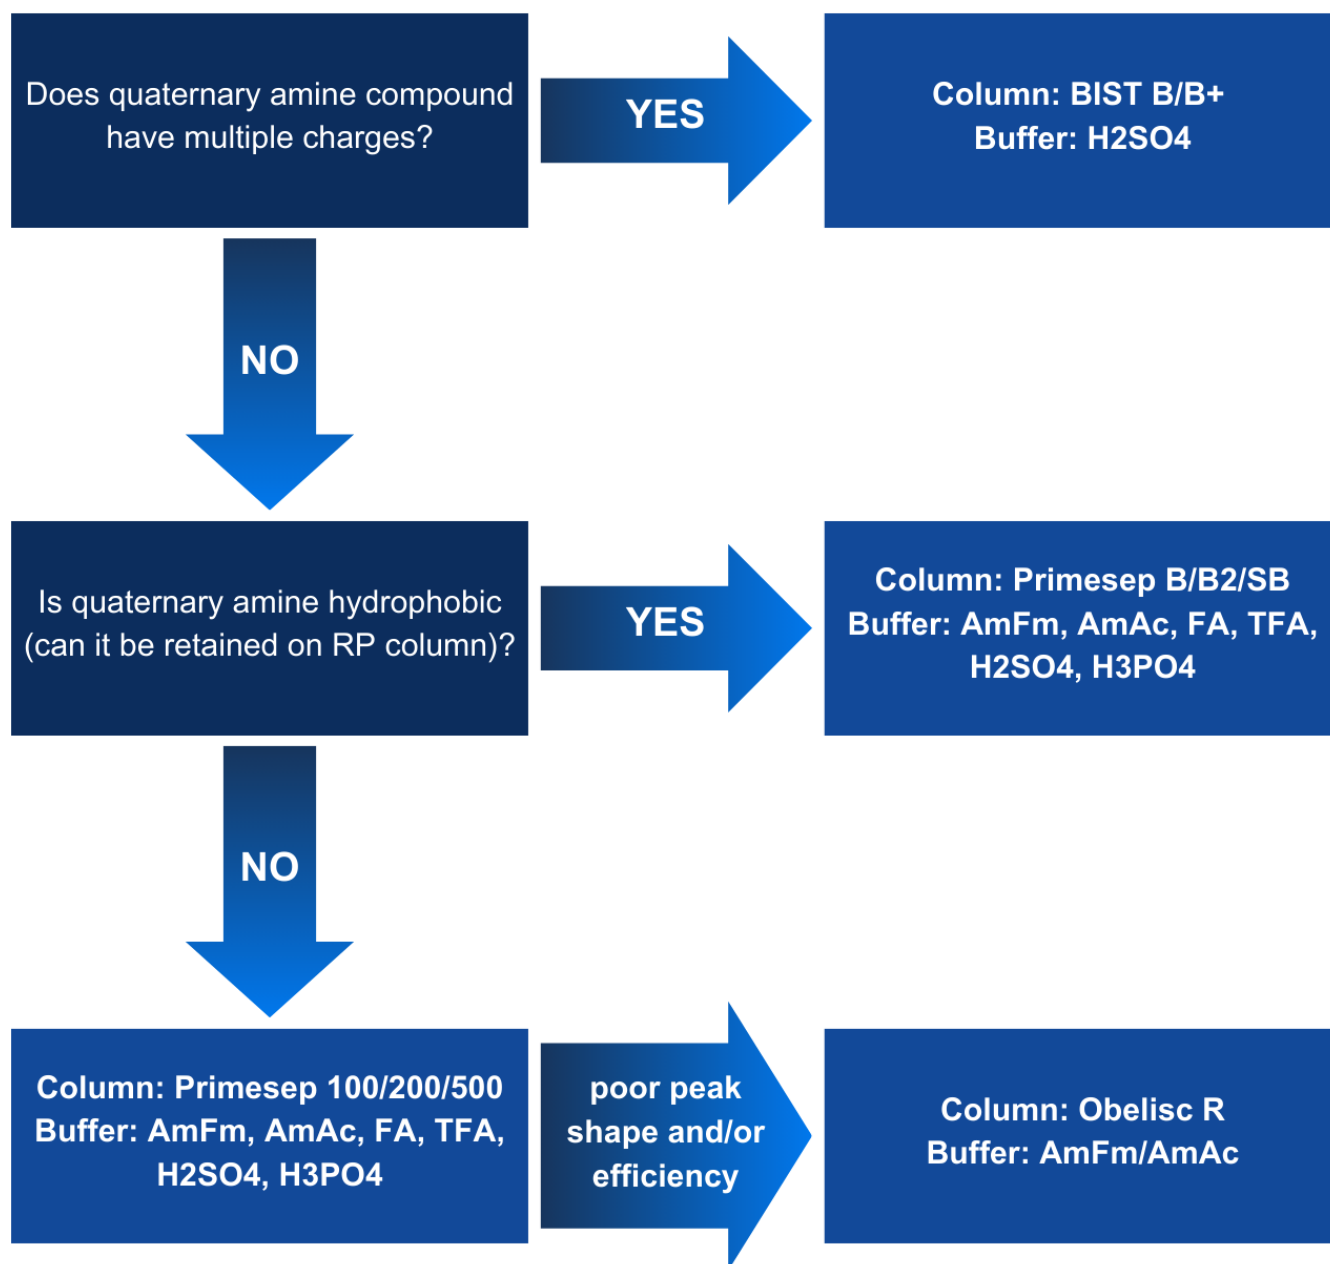 Does quaternary amine compound
have multiple charges?
YES
Column: BIST B/B+
Buffer: H2SO4
NO
Is quaternary amine hydrophobic
(can it be retained on RP column)?
YES
Column: Primesep B/B2/SB
Buffer: AmFm, AmAc, FA, TFA,
H2SO4, H3PO4
NO
Column: Primesep 100/200/500
Buffer: AmFm, AmAc, FA, TFA,
H2SO4, H3PO4
poor peak
shape and/or
efficiency
Column: Obelisc R
Buffer: AmFm/AmAc